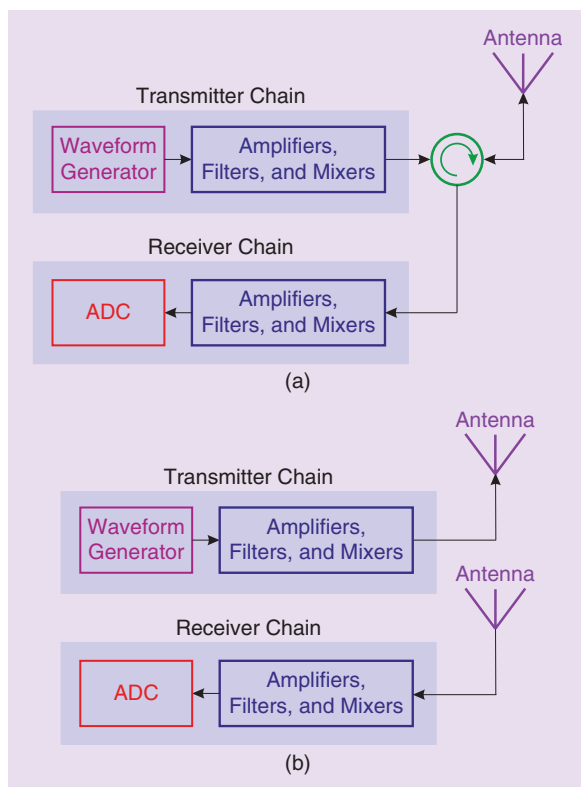 Antenna
Transmitter Chain
Waveform
Generator
Amplifiers,
Filters, and Mixers
Receiver Chain
ADC
Amplifiers,
Filters, and Mixers
(a)
Antenna
Transmitter Chain
Waveform
Generator
Amplifiers,
Filters, and Mixers
Antenna
Receiver Chain
ADC
Amplifiers,
Filters, and Mixers
(b)